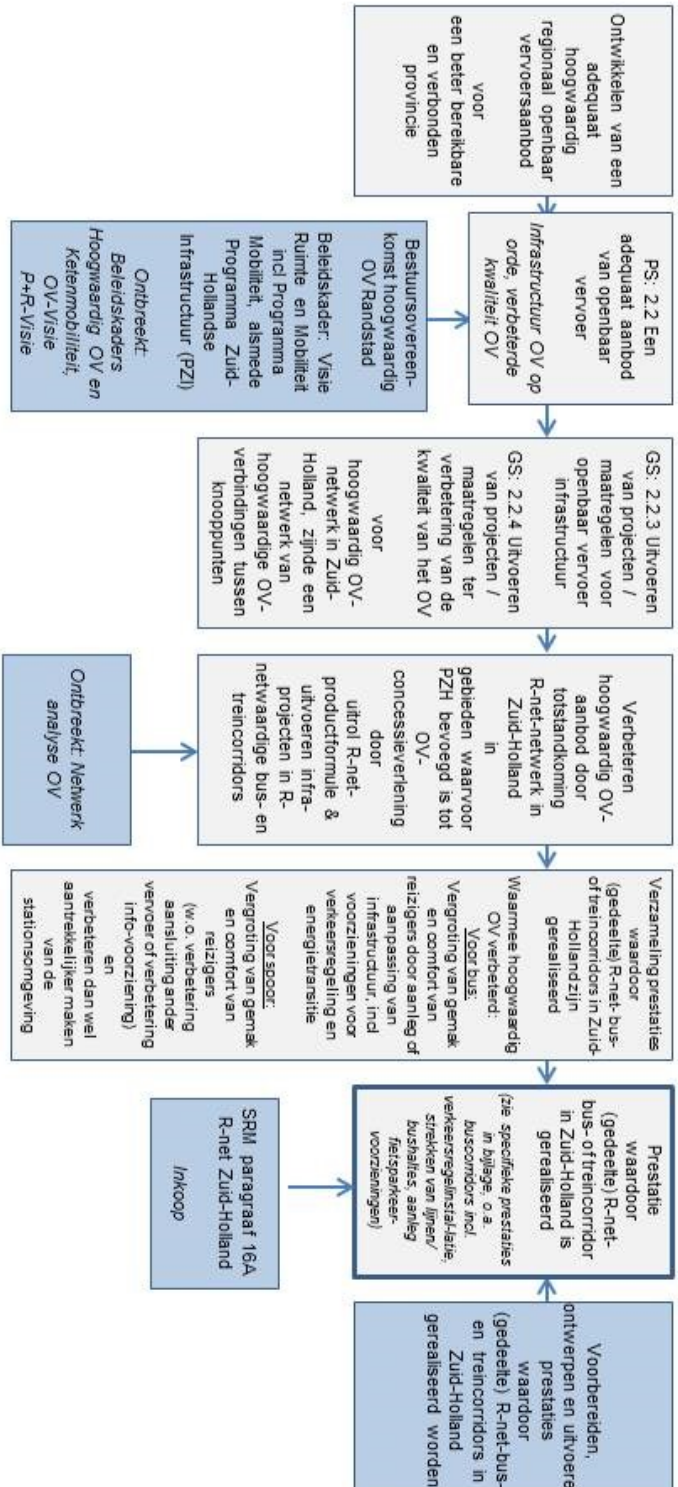 Ontwikkelen van een
adequaat
hoogwaardig
regionaal openbaar
vervoersaanbod
voor
een beter bereikbare
en verbonden
provincie
PS: 2.2 Een
adequaat aanbod
van openbaar
vervoer
Infrastructuur OV op
orde, verbeterde
kwaliteit OV
Bestuursovereen-
komst hoogwaardig
OV Randstad
Beleidskader: Visie
Ruimte en Mobiliteit
incl Programma
Mobiliteit, alsmede
Programma Zuid-
Hollandse
Infrastructuur (PZI)
Ontbreekt:
Beleidskaders
Hoogwaardig OV en
Ketenmobiliteit,
OV-Visie
P+R-Visie
GS: 2.2.3 Uitvoeren
van projecten /
maatregelen voor
openbaar vervoer
infrastructuur
GS: 2.2.4 Uitvoeren
van projecten /
maatregelen ter
verbetering van de
kwaliteit van het OV
voor
hoogwaardig OV-
netwerk in Zuid-
Holland, zijnde een
netwerk van
hoogwaardige OV-
verbindingen tussen
knooppunten
Verbeteren
hoogwaardig OV-
aanbod door
totstandkoming
R-net-netwerk in
Zuid-Holland
in
gebieden waarvoor
PZH bevoegd is tot
OV-
concessieverlening
door
uitrol R-net-
productformule &
uitvoeren infra-
projecten in R-
netwaardige bus- en
treincorridors
Ontbreekt: Netwerk
analyse OV
Verzameling prestaties
waardoor
(gedeelte) R-net- bus-
of treincorridors in Zuid-
Holland zijn
gerealiseerd
Waarmee hoogwaardig
OV verbeterd:
Voor bus:
Vergroting van gemak
en comfort van
reizigers door aanleg of
aanpassing van
infrastructuur, incl
voorzieningen voor
verkeersregeling en
energietransitie
Voor spoor:
Vergroting van gemak
en comfort van
reizigers
(w.o. verbetering
aansluiting ander
vervoer of verbetering
info-voorziening)
en
verbeteren dan wel
aantrekkelijker maken
van de
stationsomgeving
Prestatie
waardoor
(gedeelte) R-net-
bus- of treincorridor
in Zuid-Holland is
gerealiseerd
(zie specifieke prestaties
in bijlage, o.a.
buscorridors incl.
verkeersregelinstal-latie,
strekken van lijnen/
bushaltes, aanleg
fietsparkeer-
voorzieningen)
SRM paragraaf 16A
R-net Zuid-Holland
Inkoop
Voorbereiden,
ontwerpen en uitvoere
prestaties
waardoor
(gedeelte) R-net-bus-
en treincorridors in
Zuid-Holland
gerealiseerd worden